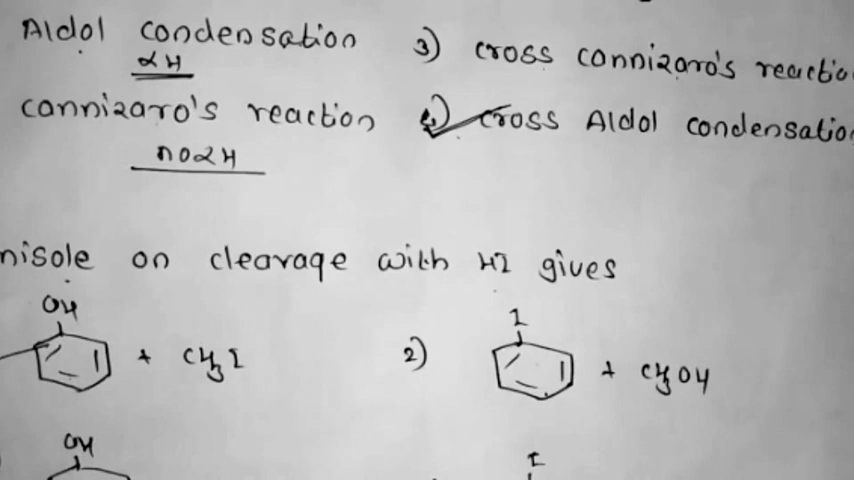 Aldol condensation 3) cross connizaro's reactio
αH
connizaro's reaction 4) cross Aldol condensatio
no αH
nisole on cleavage with HI gives
OH I
+ CH3I 2) + CH3OH
OH I